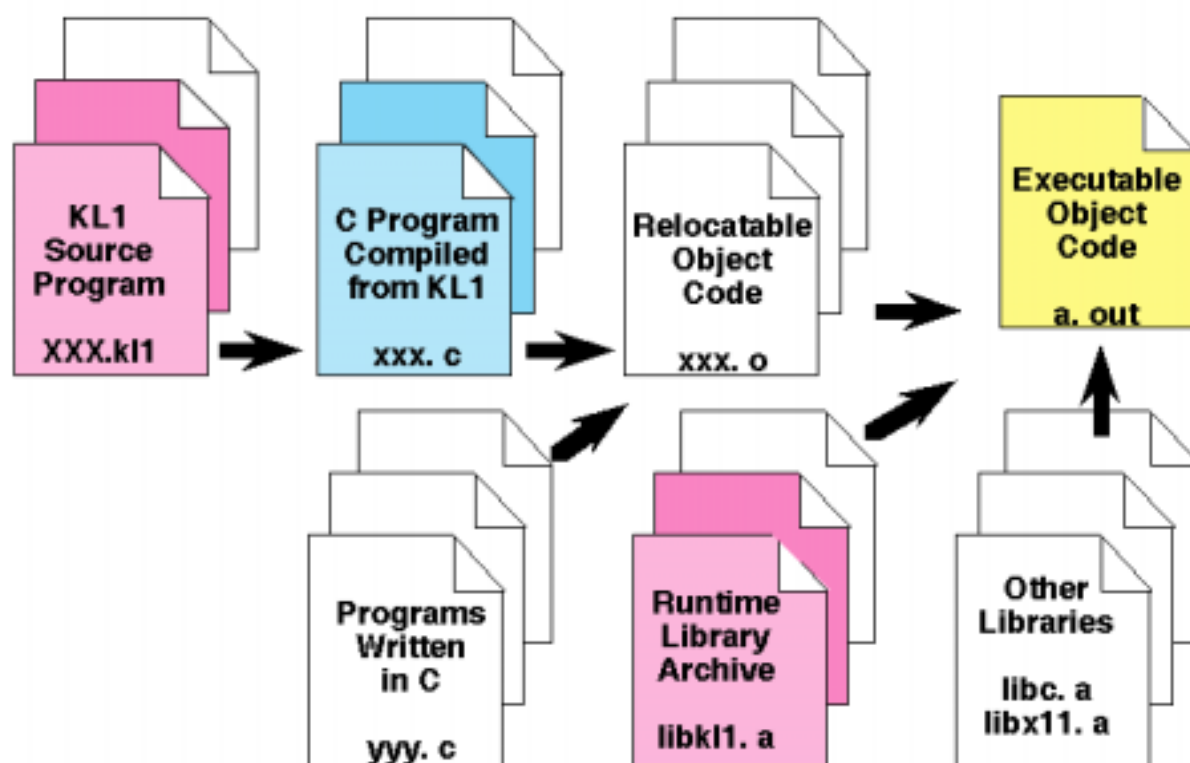 KL1
Source
Program
XXX.kl1
C Program
Compiled
from KL1
xxx. c
Relocatable
Object
Code
xxx. o
Executable
Object
Code
a. out
Programs
Written
in C
yyy. c
Runtime
Library
Archive
libkl1. a
Other
Libraries
libc. a
libx11. a